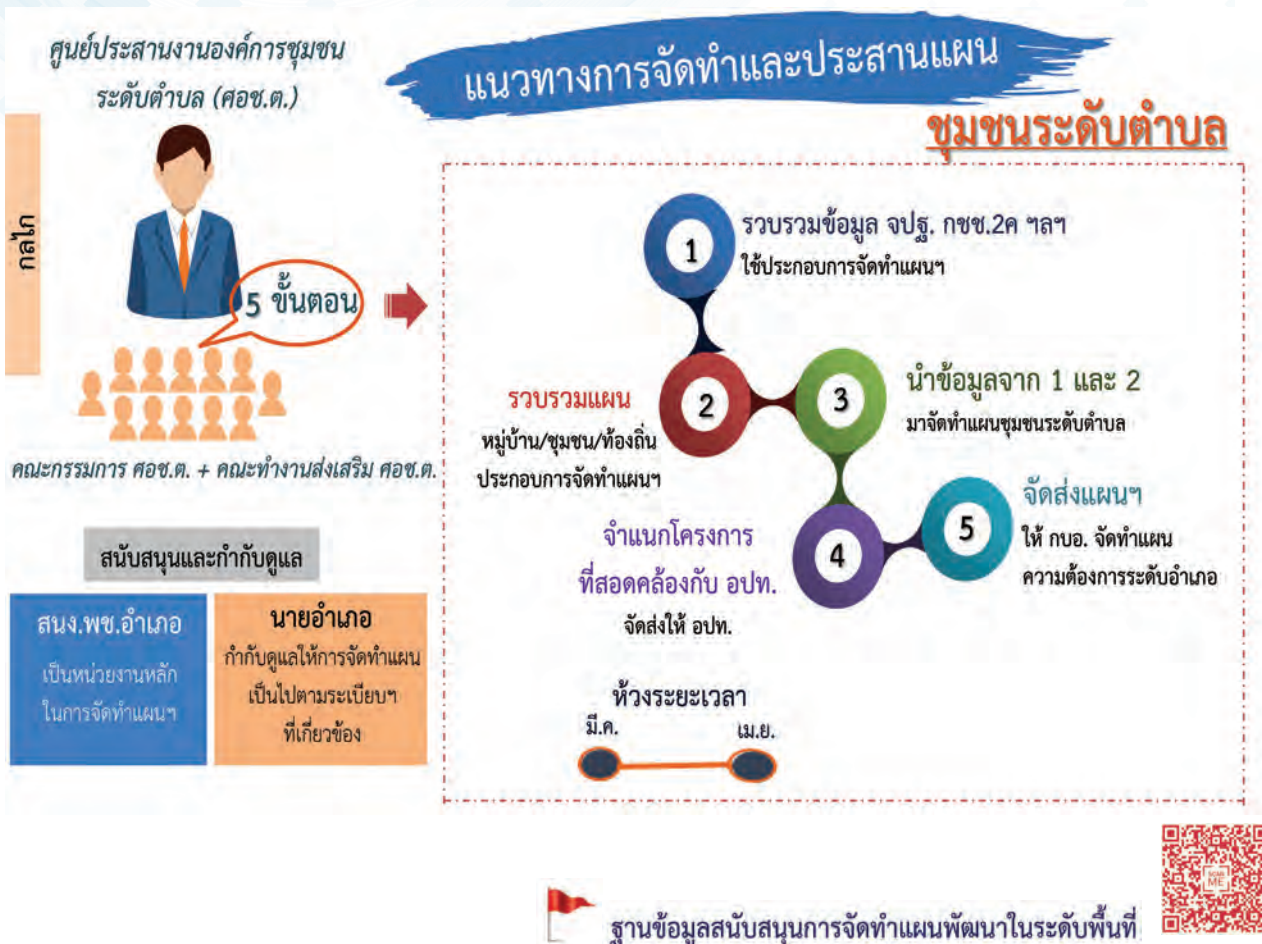 ศูนย์ประสานงานองค์การชุมชน
ระดับตำบล (ศอช.ต.)
แนวทางการจัดทำและประสานแผน
ชุมชนระดับตำบล
กลไก
5 ขั้นตอน
คณะกรรมการ ศอช.ต. + คณะทำงานส่งเสริม ศอช.ต.
สนับสนุนและกำกับดูแล
สนง.พช.อำเภอ
เป็นหน่วยงานหลัก
ในการจัดทำแผนฯ
นายอำเภอ
กำกับดูแลให้การจัดทำแผน
เป็นไปตามระเบียบฯ
ที่เกี่ยวข้อง
1
รวบรวมข้อมูล จปฐ. กชช.2ค ฯลฯ
ใช้ประกอบการจัดทำแผนฯ
2
รวบรวมแผน
หมู่บ้าน/ชุมชน/ท้องถิ่น
ประกอบการจัดทำแผนฯ
3
นำข้อมูลจาก 1 และ 2
มาจัดทำแผนชุมชนระดับตำบล
4
จำแนกโครงการ
ที่สอดคล้องกับ อปท.
จัดส่งให้ อปท.
5
จัดส่งแผนฯ
ให้ กบอ. จัดทำแผน
ความต้องการระดับอำเภอ
ห้วงระยะเวลา
มี.ค.
เม.ย.
SCAN
ME
ฐานข้อมูลสนับสนุนการจัดทำแผนพัฒนาในระดับพื้นที่